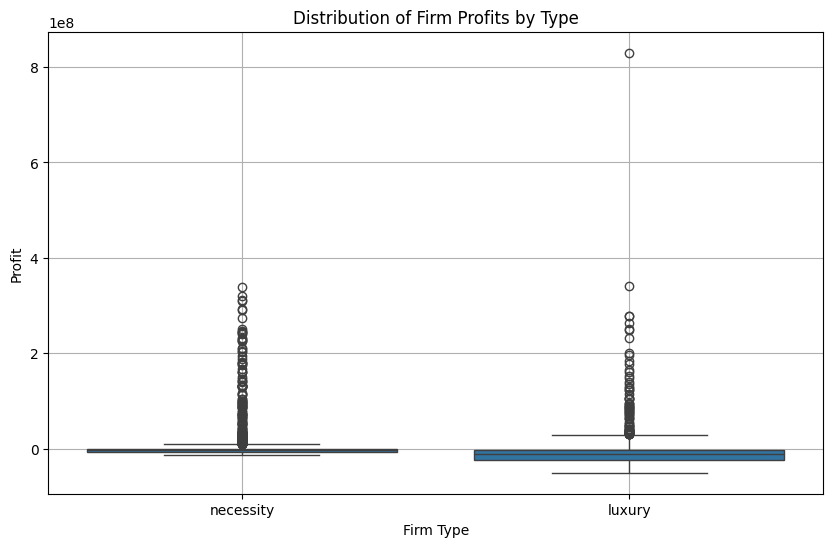 Distribution of Firm Profits by Type
1e8
8
6
4
2
0
Profit
necessity luxury
Firm Type